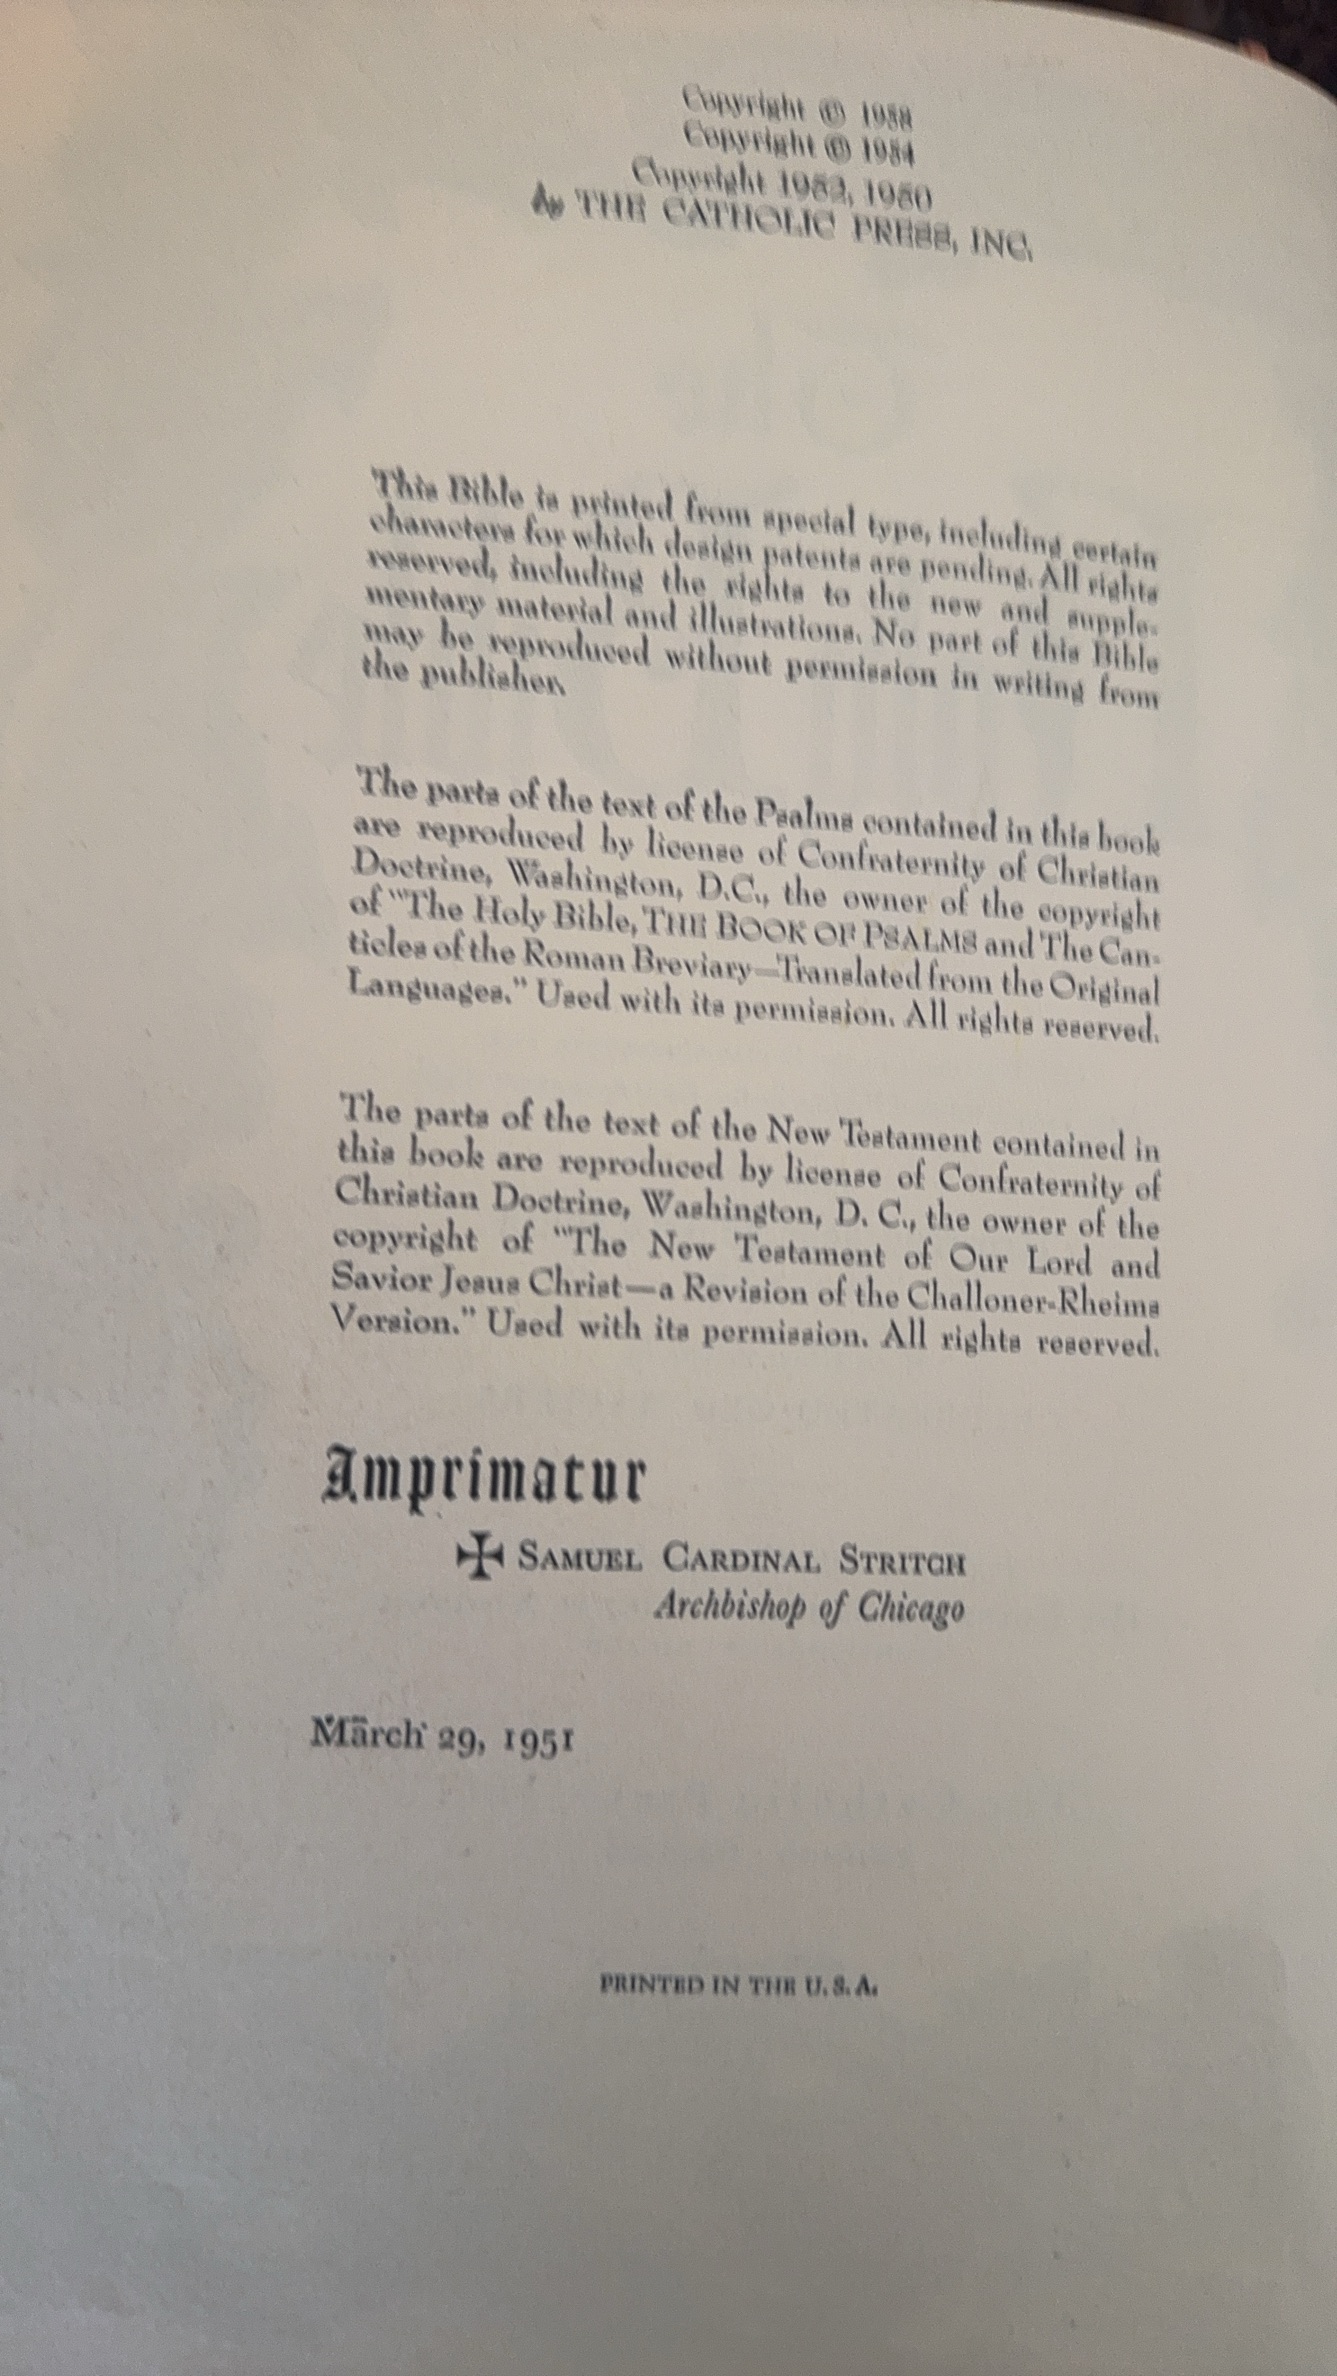 Copyright © 1958
Copyright © 1954
Copyright 1952, 1950
by THE CATHOLIC PRESS, INC.
This Bible is printed from special type, including certain
characters for which design patents are pending. All rights
reserved, including the rights to the new and supple-
mentary material and illustrations. No part of this Bible
may be reproduced without permission in writing from
the publisher.
The parts of the text of the Psalms contained in this book
are reproduced by license of Confraternity of Christian
Doctrine, Washington, D.C., the owner of the copyright
of "The Holy Bible, THE BOOK OF PSALMS and The Can-
ticles of the Roman Breviary—Translated from the Original
Languages." Used with its permission. All rights reserved.
The parts of the text of the New Testament contained in
this book are reproduced by license of Confraternity of
Christian Doctrine, Washington, D. C., the owner of the
copyright of "The New Testament of Our Lord and
Savior Jesus Christ—a Revision of the Challoner-Rheims
Version." Used with its permission. All rights reserved.
Imprimatur
✠ SAMUEL CARDINAL STRITCH
Archbishop of Chicago
March 29, 1951
PRINTED IN THE U.S.A.